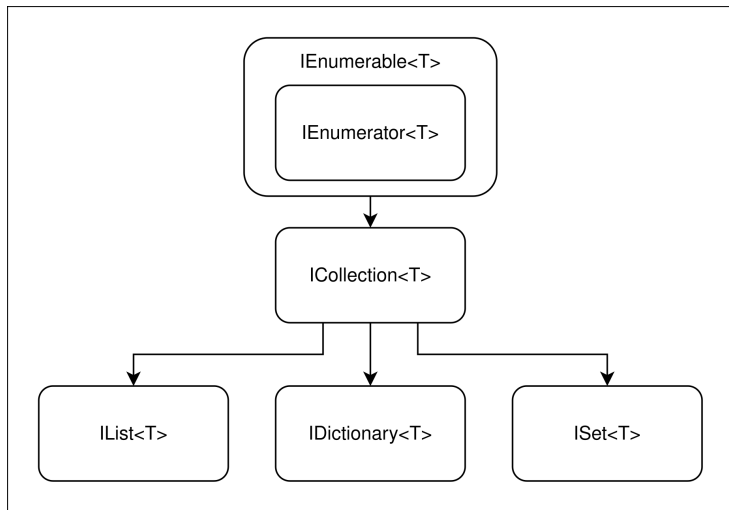 IEnumerable<T>
IEnumerator<T>
ICollection<T>
IList<T>
IDictionary<T>
ISet<T>